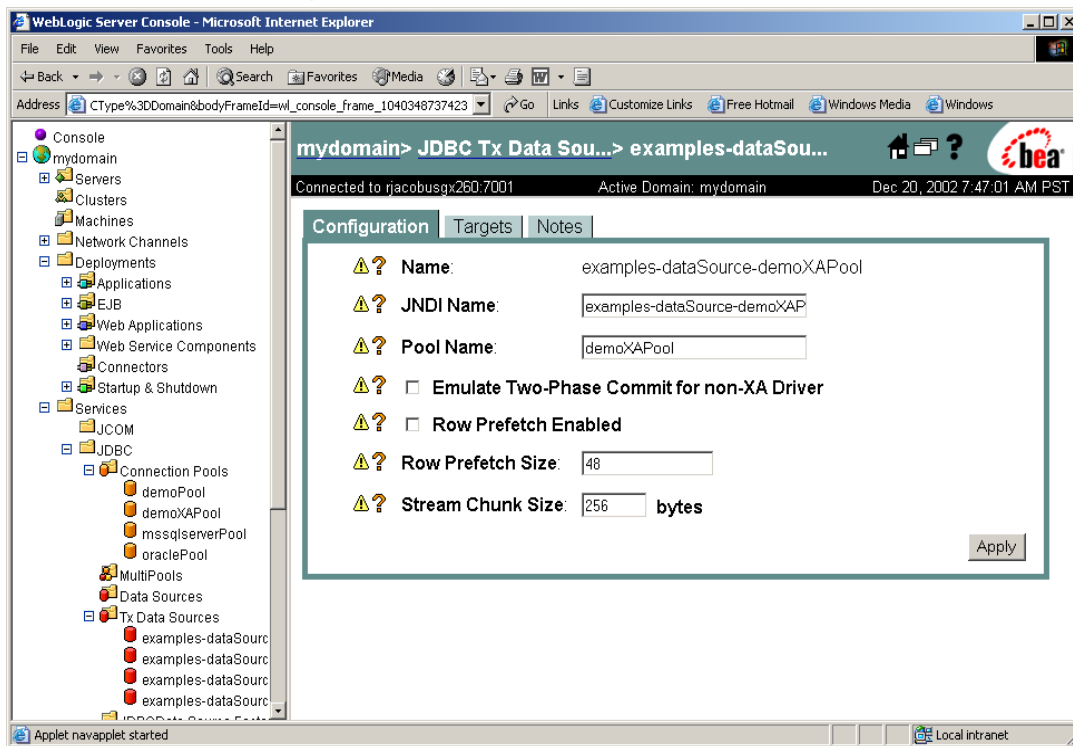 WebLogic Server Console - Microsoft Internet Explorer
File Edit View Favorites Tools Help
Back Search Favorites Media
Address CType%3DDomain&bodyFrameId=wl_console_frame_1040348737423 Go Links Customize Links Free Hotmail Windows Media Windows
Console
mydomain
Servers
Clusters
Machines
Network Channels
Deployments
Applications
EJB
Web Applications
Web Service Components
Connectors
Startup & Shutdown
Services
JCOM
JDBC
Connection Pools
demoPool
demoXAPool
mssqlserverPool
oraclePool
MultiPools
Data Sources
Tx Data Sources
examples-dataSourc
examples-dataSourc
examples-dataSourc
examples-dataSourc
mydomain> JDBC Tx Data Sou...> examples-dataSou...
bea
Connected to rjacobusgx260:7001 Active Domain: mydomain Dec 20, 2002 7:47:01 AM PST
Configuration Targets Notes
Name: examples-dataSource-demoXAPool
JNDI Name: examples-dataSource-demoXAP
Pool Name: demoXAPool
Emulate Two-Phase Commit for non-XA Driver
Row Prefetch Enabled
Row Prefetch Size: 48
Stream Chunk Size: 256 bytes
Apply
Applet navapplet started
Local intranet